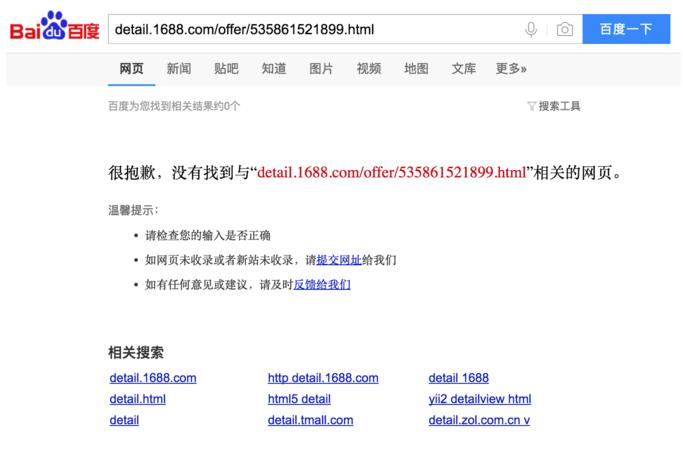 Bai du 百度 detail.1688.com/offer/535861521899.html 百度一下
网页 新闻 贴吧 知道 图片 视频 地图 文库 更多»
百度为您找到相关结果约0个 搜索工具
很抱歉，没有找到与“detail.1688.com/offer/535861521899.html”相关的网页。
温馨提示：
• 请检查您的输入是否正确
• 如网页未收录或者新站未收录，请提交网址给我们
• 如有任何意见或建议，请及时反馈给我们
相关搜索
detail.1688.com http detail.1688.com detail 1688
detail.html html5 detail yii2 detailview html
detail detail.tmall.com detail.zol.com.cn v